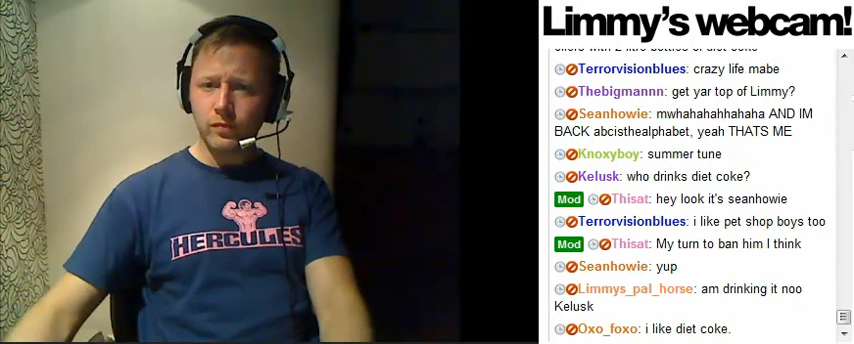 Limmy's webcam!
HERCULES
Terrorvisionblues: crazy life mabe
Thebigmannn: get yar top of Limmy?
Seanhowie: mwhahahahhahaha AND IM
BACK abcisthealphabet, yeah THATS ME
Knoxyboy: summer tune
Kelusk: who drinks diet coke?
Mod Thisat: hey look it's seanhowie
Terrorvisionblues: i like pet shop boys too
Mod Thisat: My turn to ban him I think
Seanhowie: yup
Limmys_pal_horse: am drinking it noo
Kelusk
Oxo_foxo: i like diet coke.